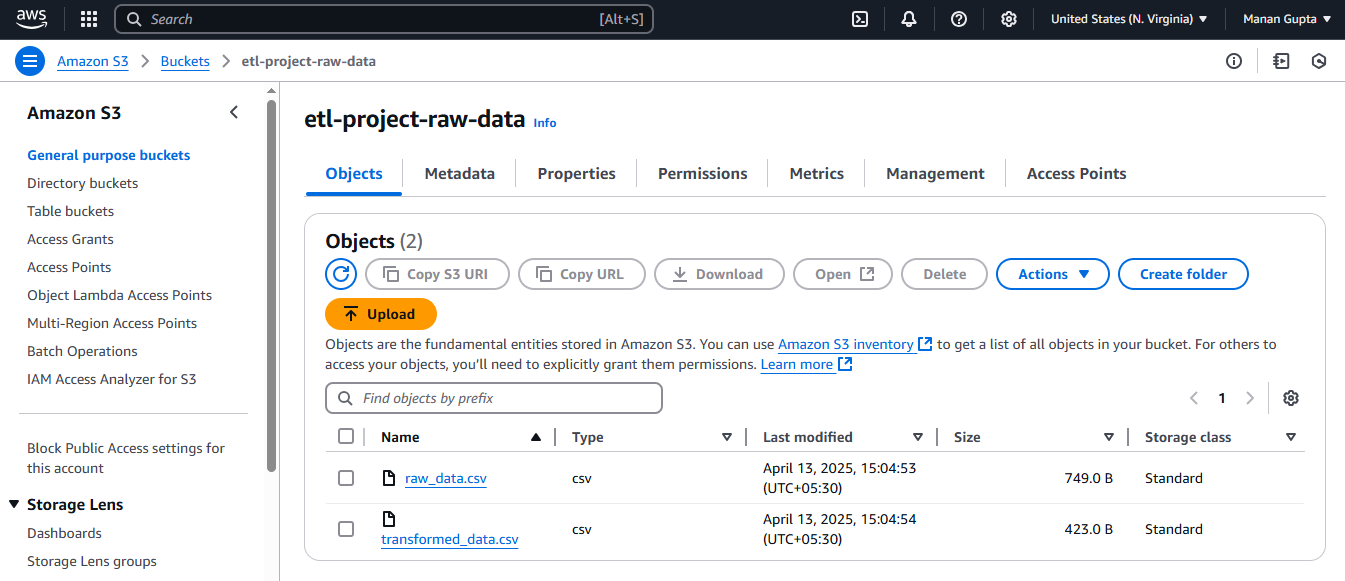 aws
Search [Alt+S]
United States (N. Virginia)
Manan Gupta
Amazon S3
Buckets
etl-project-raw-data
Amazon S3
General purpose buckets
Directory buckets
Table buckets
Access Grants
Access Points
Object Lambda Access Points
Multi-Region Access Points
Batch Operations
IAM Access Analyzer for S3
Block Public Access settings for
this account
Storage Lens
Dashboards
Storage Lens groups
etl-project-raw-data Info
Objects Metadata Properties Permissions Metrics Management Access Points
Objects (2)
Copy S3 URI Copy URL Download Open Delete Actions Create folder
Upload
Objects are the fundamental entities stored in Amazon S3. You can use Amazon S3 inventory to get a list of all objects in your bucket. For others to
access your objects, you’ll need to explicitly grant them permissions. Learn more
Find objects by prefix
1
Name Type Last modified Size Storage class
raw_data.csv csv April 13, 2025, 15:04:53 749.0 B Standard
(UTC+05:30)
transformed_data.csv csv April 13, 2025, 15:04:54 423.0 B Standard
(UTC+05:30)